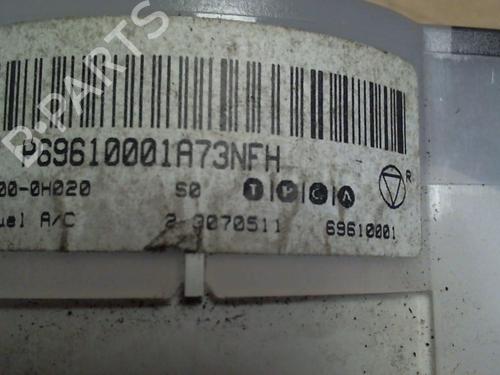 P69610001A73NFH
00-0H020 S0 T P C A R
uel A/C 2 3070511 69610001
B-PARTS